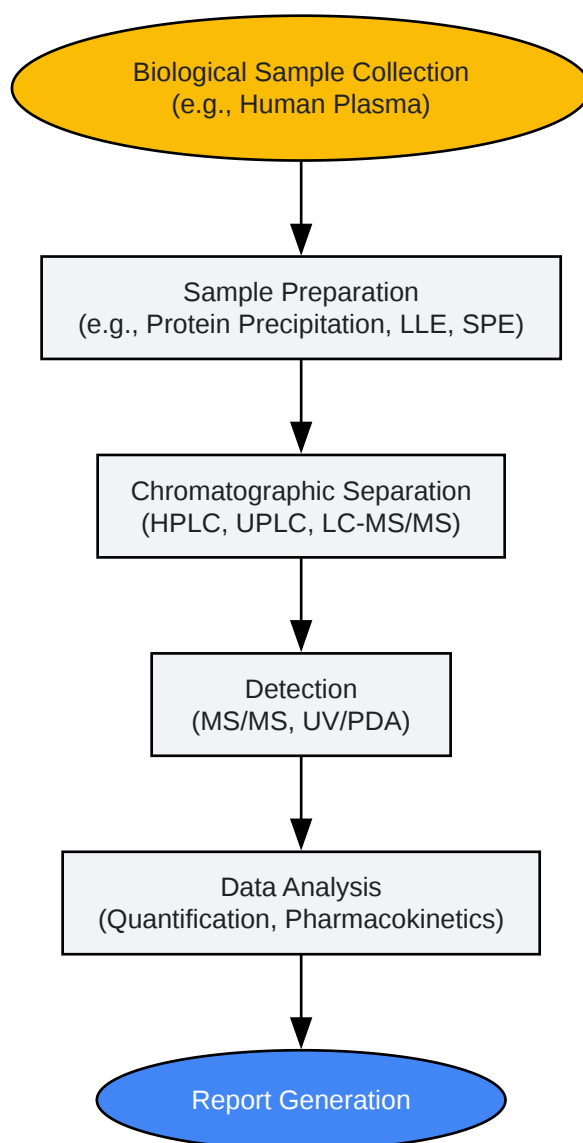 Biological Sample Collection
(e.g., Human Plasma)
Sample Preparation
(e.g., Protein Precipitation, LLE, SPE)
Chromatographic Separation
(HPLC, UPLC, LC-MS/MS)
Detection
(MS/MS, UV/PDA)
Data Analysis
(Quantification, Pharmacokinetics)
Report Generation